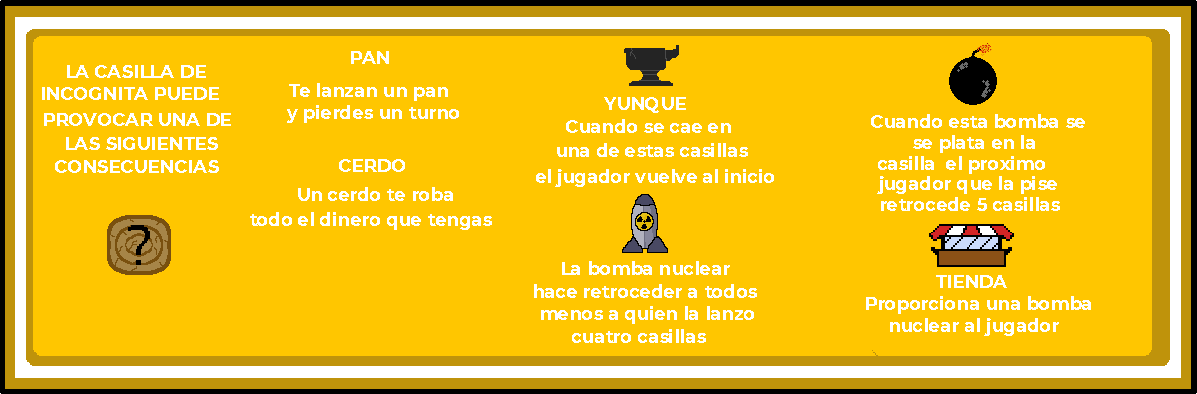 LA CASILLA DE
INCOGNITA PUEDE
PROVOCAR UNA DE
LAS SIGUIENTES
CONSECUENCIAS
?
PAN
Te lanzan un pan
y pierdes un turno
CERDO
Un cerdo te roba
todo el dinero que tengas
YUNQUE
Cuando se cae en
una de estas casillas
el jugador vuelve al inicio
La bomba nuclear
hace retroceder a todos
menos a quien la lanzo
cuatro casillas
Cuando esta bomba se
se plata en la
casilla el proximo
jugador que la pise
retrocede 5 casillas
TIENDA
Proporciona una bomba
nuclear al jugador